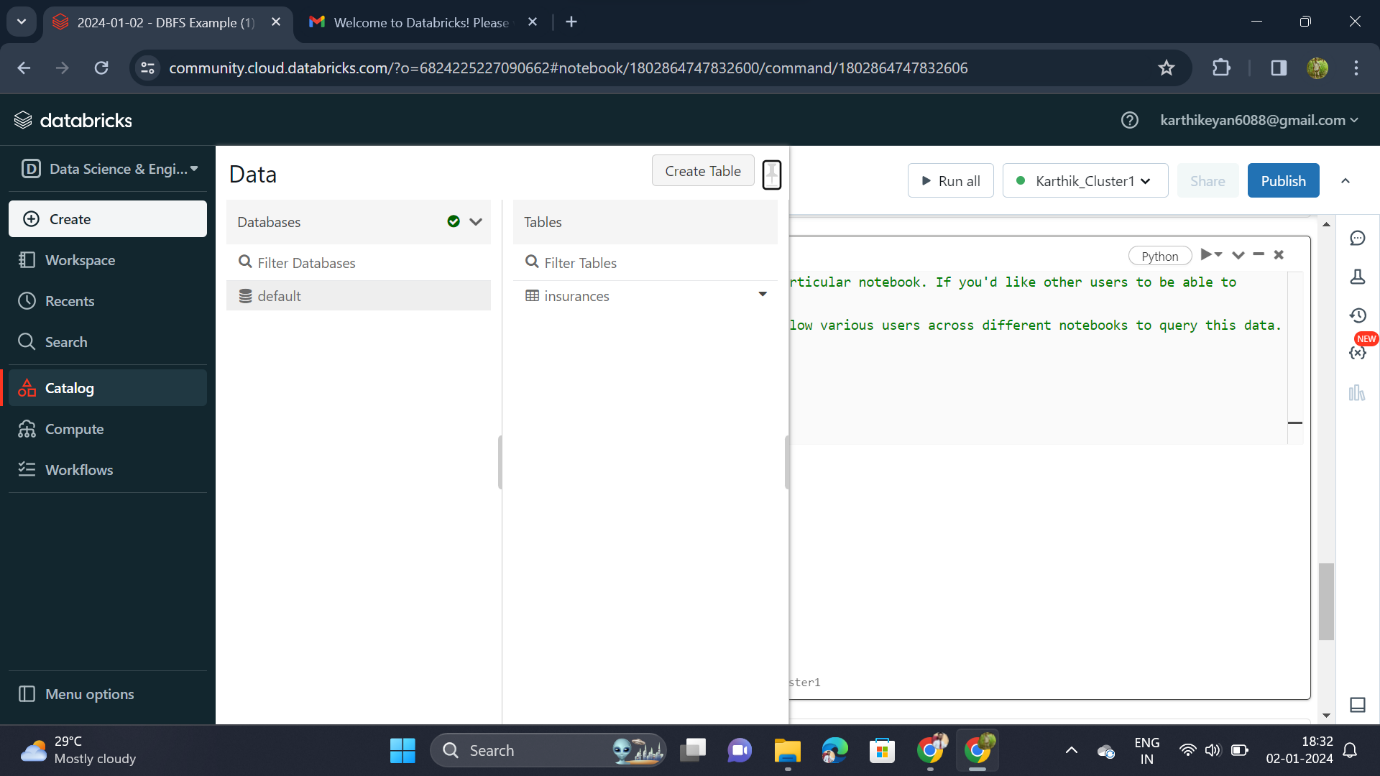 2024-01-02 - DBFS Example (1)
Welcome to Databricks! Please
community.cloud.databricks.com/?o=6824225227090662#notebook/1802864747832600/command/1802864747832606
databricks
karthikeyan6088@gmail.com
D Data Science & Engi...
Data
Create Table
Run all
Karthik_Cluster1
Share
Publish
Create
Databases
Tables
Workspace
Filter Databases
Filter Tables
Python
default
insurances
rticular notebook. If you'd like other users to be able to
Recents
low various users across different notebooks to query this data.
Search
NEW
Catalog
Compute
Workflows
ster1
Menu options
29°C
Mostly cloudy
Search
ENG
IN
18:32
02-01-2024